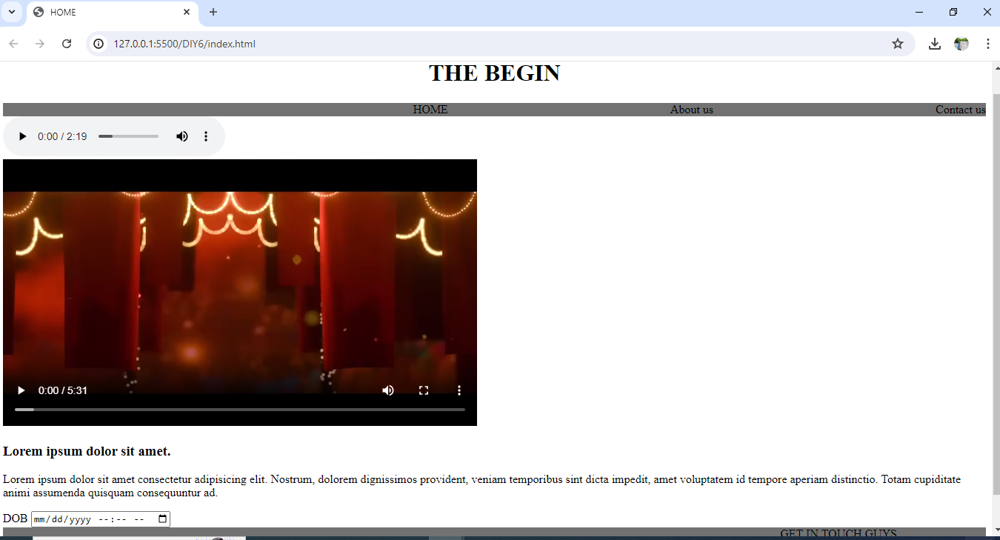 HOME
127.0.0.1:5500/DIY6/index.html
THE BEGIN
HOME About us Contact us
0:00 / 2:19
0:00 / 5:31
Lorem ipsum dolor sit amet.
Lorem ipsum dolor sit amet consectetur adipisicing elit. Nostrum, dolorem dignissimos provident, veniam temporibus sint dicta impedit, amet voluptatem id tempore aperiam distinctio. Totam cupiditate
animi assumenda quisquam consequuntur ad.
DOB mm/dd/yyyy --:-- --
GET IN TOUCH GUYS